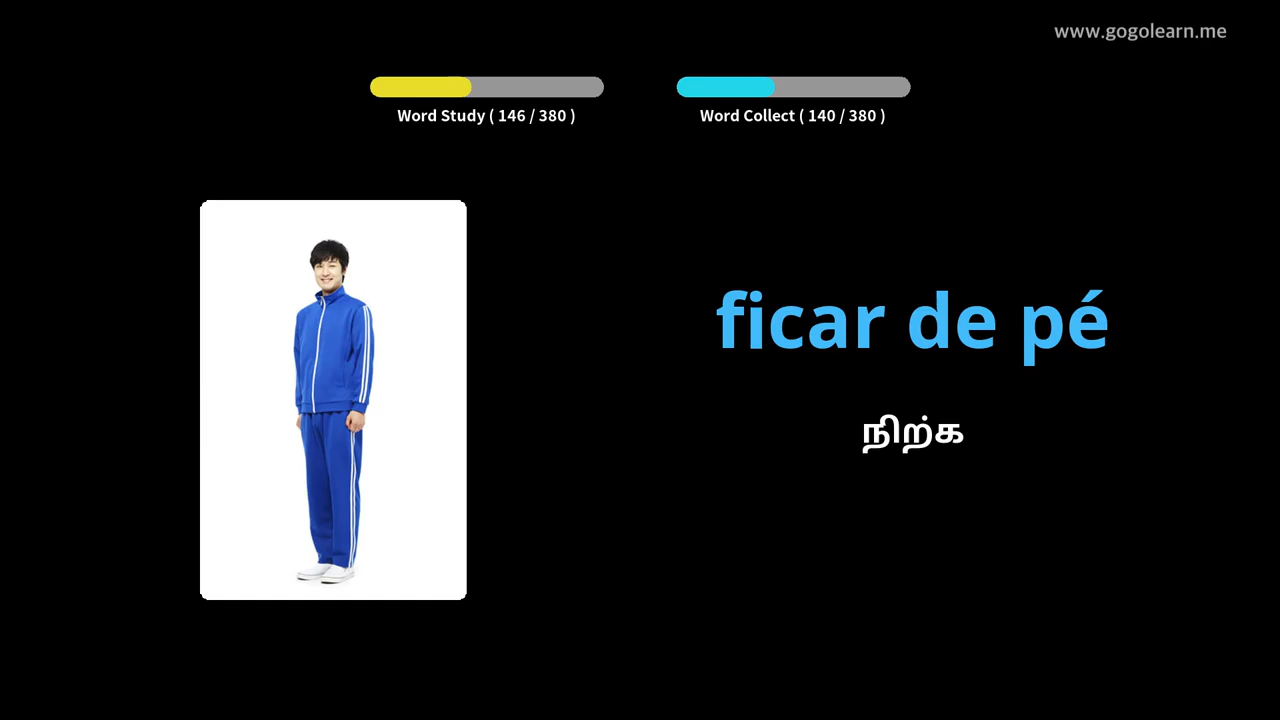 www.gogolearn.me
Word Study ( 146 / 380 )
Word Collect ( 140 / 380 )
ficar de pé
நிற்க